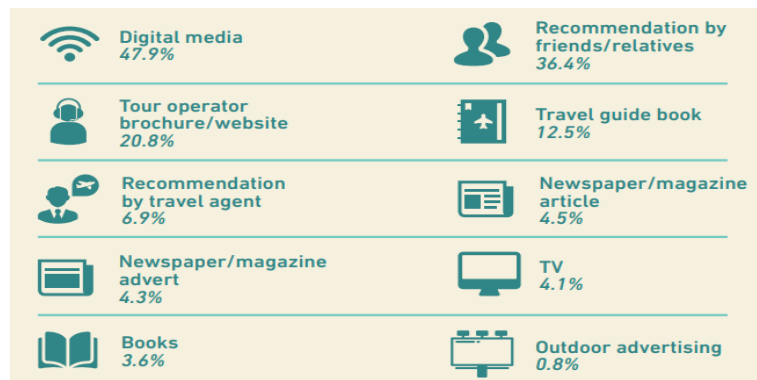 Digital media
47.9%
Recommendation by
friends/relatives
36.4%
Tour operator
brochure/website
20.8%
Travel guide book
12.5%
Recommendation
by travel agent
6.9%
Newspaper/magazine
article
4.5%
Newspaper/magazine
advert
4.3%
TV
4.1%
Books
3.6%
Outdoor advertising
0.8%